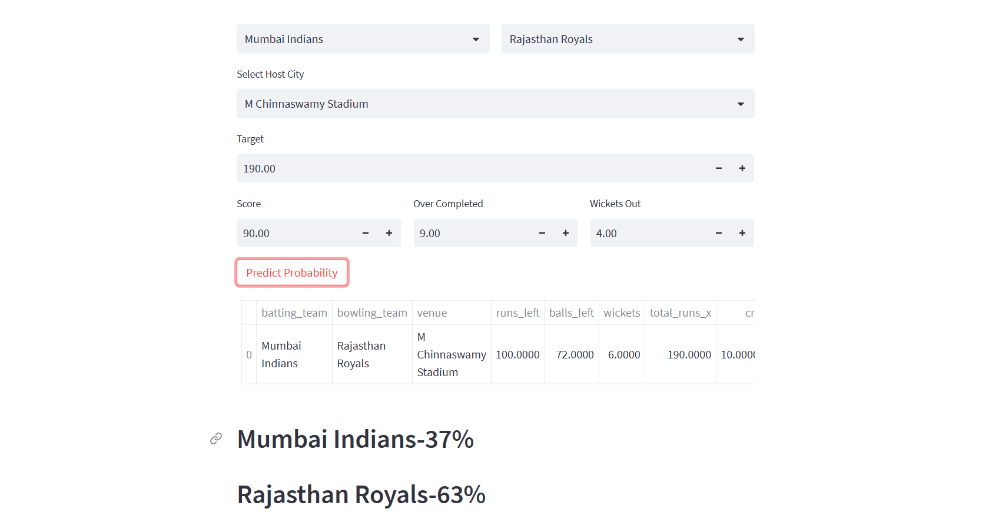 Mumbai Indians
Rajasthan Royals
Select Host City
M Chinnaswamy Stadium
Target
190.00 − +
Score
Over Completed
Wickets Out
90.00 − +
9.00 − +
4.00 − +
Predict Probability
batting_team bowling_team venue runs_left balls_left wickets total_runs_x cr
0 Mumbai Indians Rajasthan Royals M Chinnaswamy Stadium 100.0000 72.0000 6.0000 190.0000 10.0000
Mumbai Indians-37%
Rajasthan Royals-63%